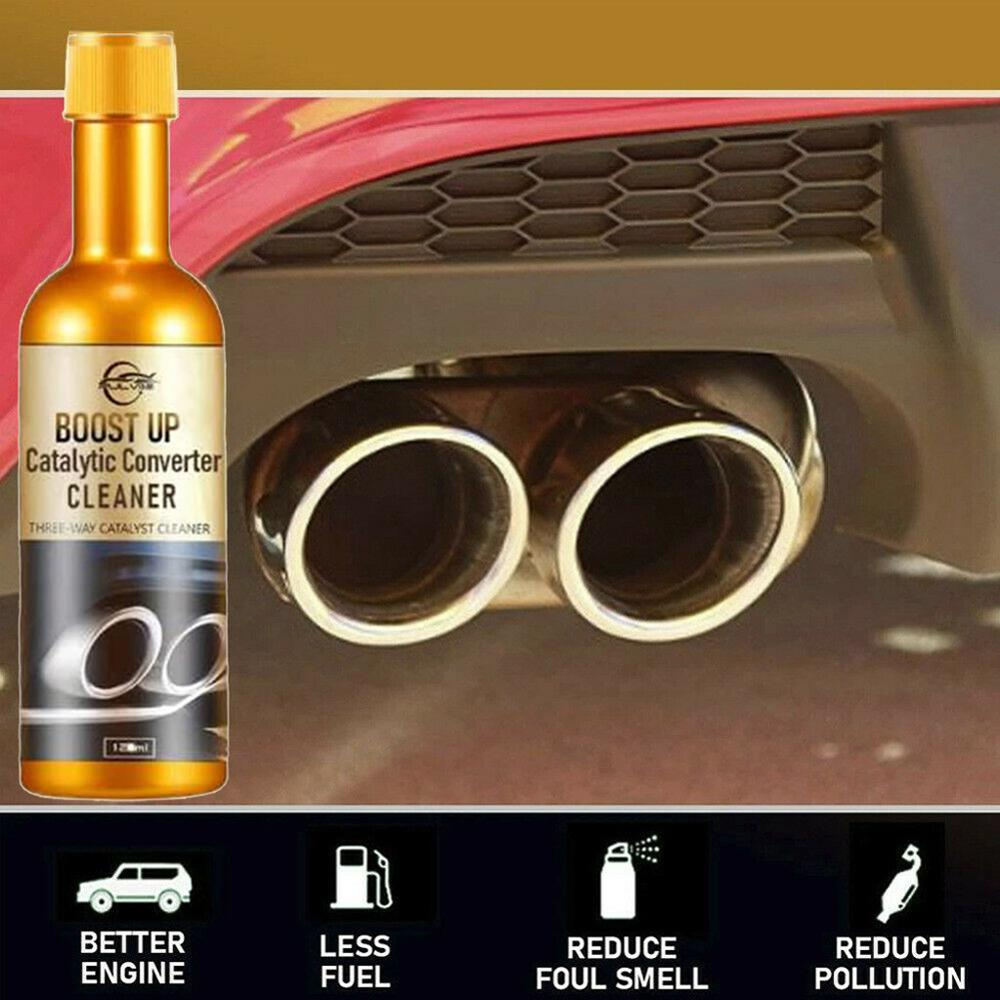 BOOST UP
Catalytic Converter
CLEANER
THREE-WAY CATALYST CLEANER
BETTER
ENGINE
LESS
FUEL
REDUCE
FOUL SMELL
REDUCE
POLLUTION